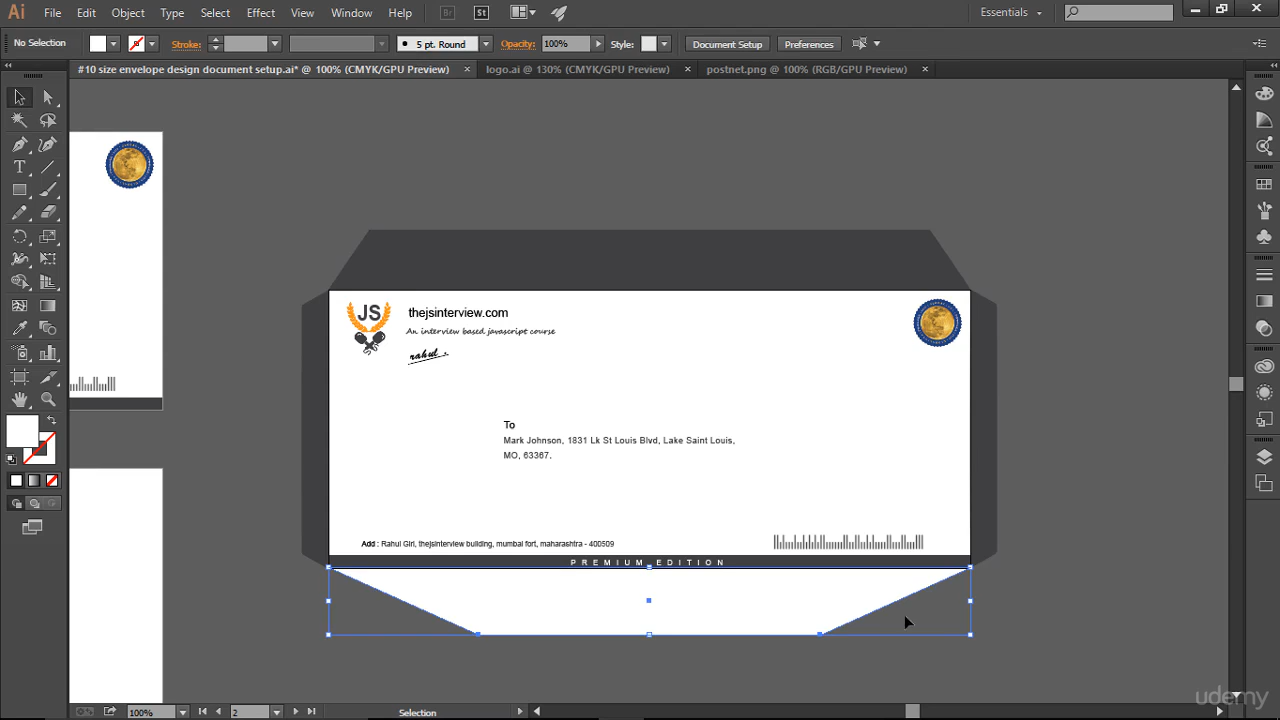 Ai File Edit Object Type Select Effect View Window Help Br St Essentials
No Selection Stroke: 5 pt. Round Opacity: 100% Style: Document Setup Preferences
#10 size envelope design document setup.ai* @ 100% (CMYK/GPU Preview) × logo.ai @ 130% (CMYK/GPU Preview) × postnet.png @ 100% (RGB/GPU Preview) ×
JS
thejsinterview.com
An interview based javascript course
rahul
To
Mark Johnson, 1831 Lk St Louis Blvd, Lake Saint Louis,
MO, 63367.
Add : Rahul Giri, thejsinterview building, mumbai fort, maharashtra - 400509
PREMIUM EDITION
udemy
100% 2 Selection